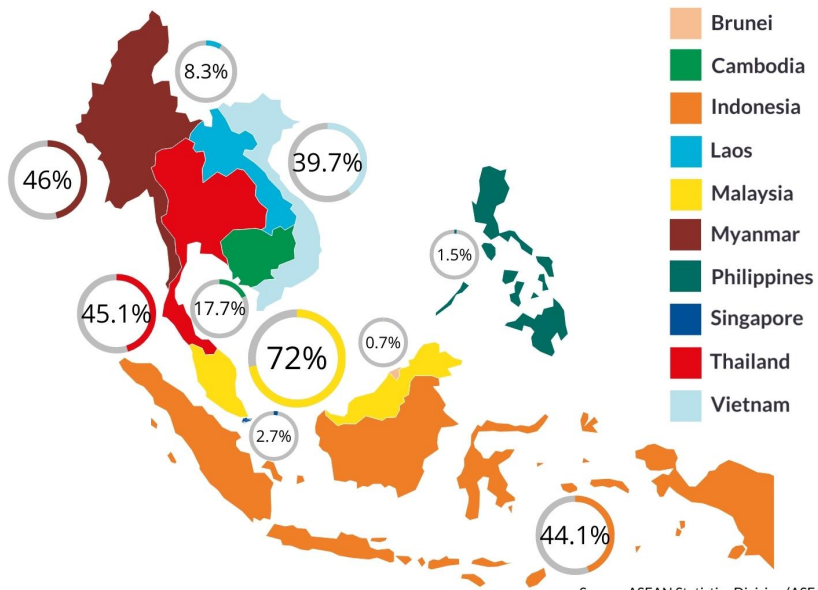 Brunei
Cambodia
Indonesia
Laos
Malaysia
Myanmar
Philippines
Singapore
Thailand
Vietnam
8.3%
46%
39.7%
1.5%
45.1%
17.7%
72%
0.7%
2.7%
44.1%